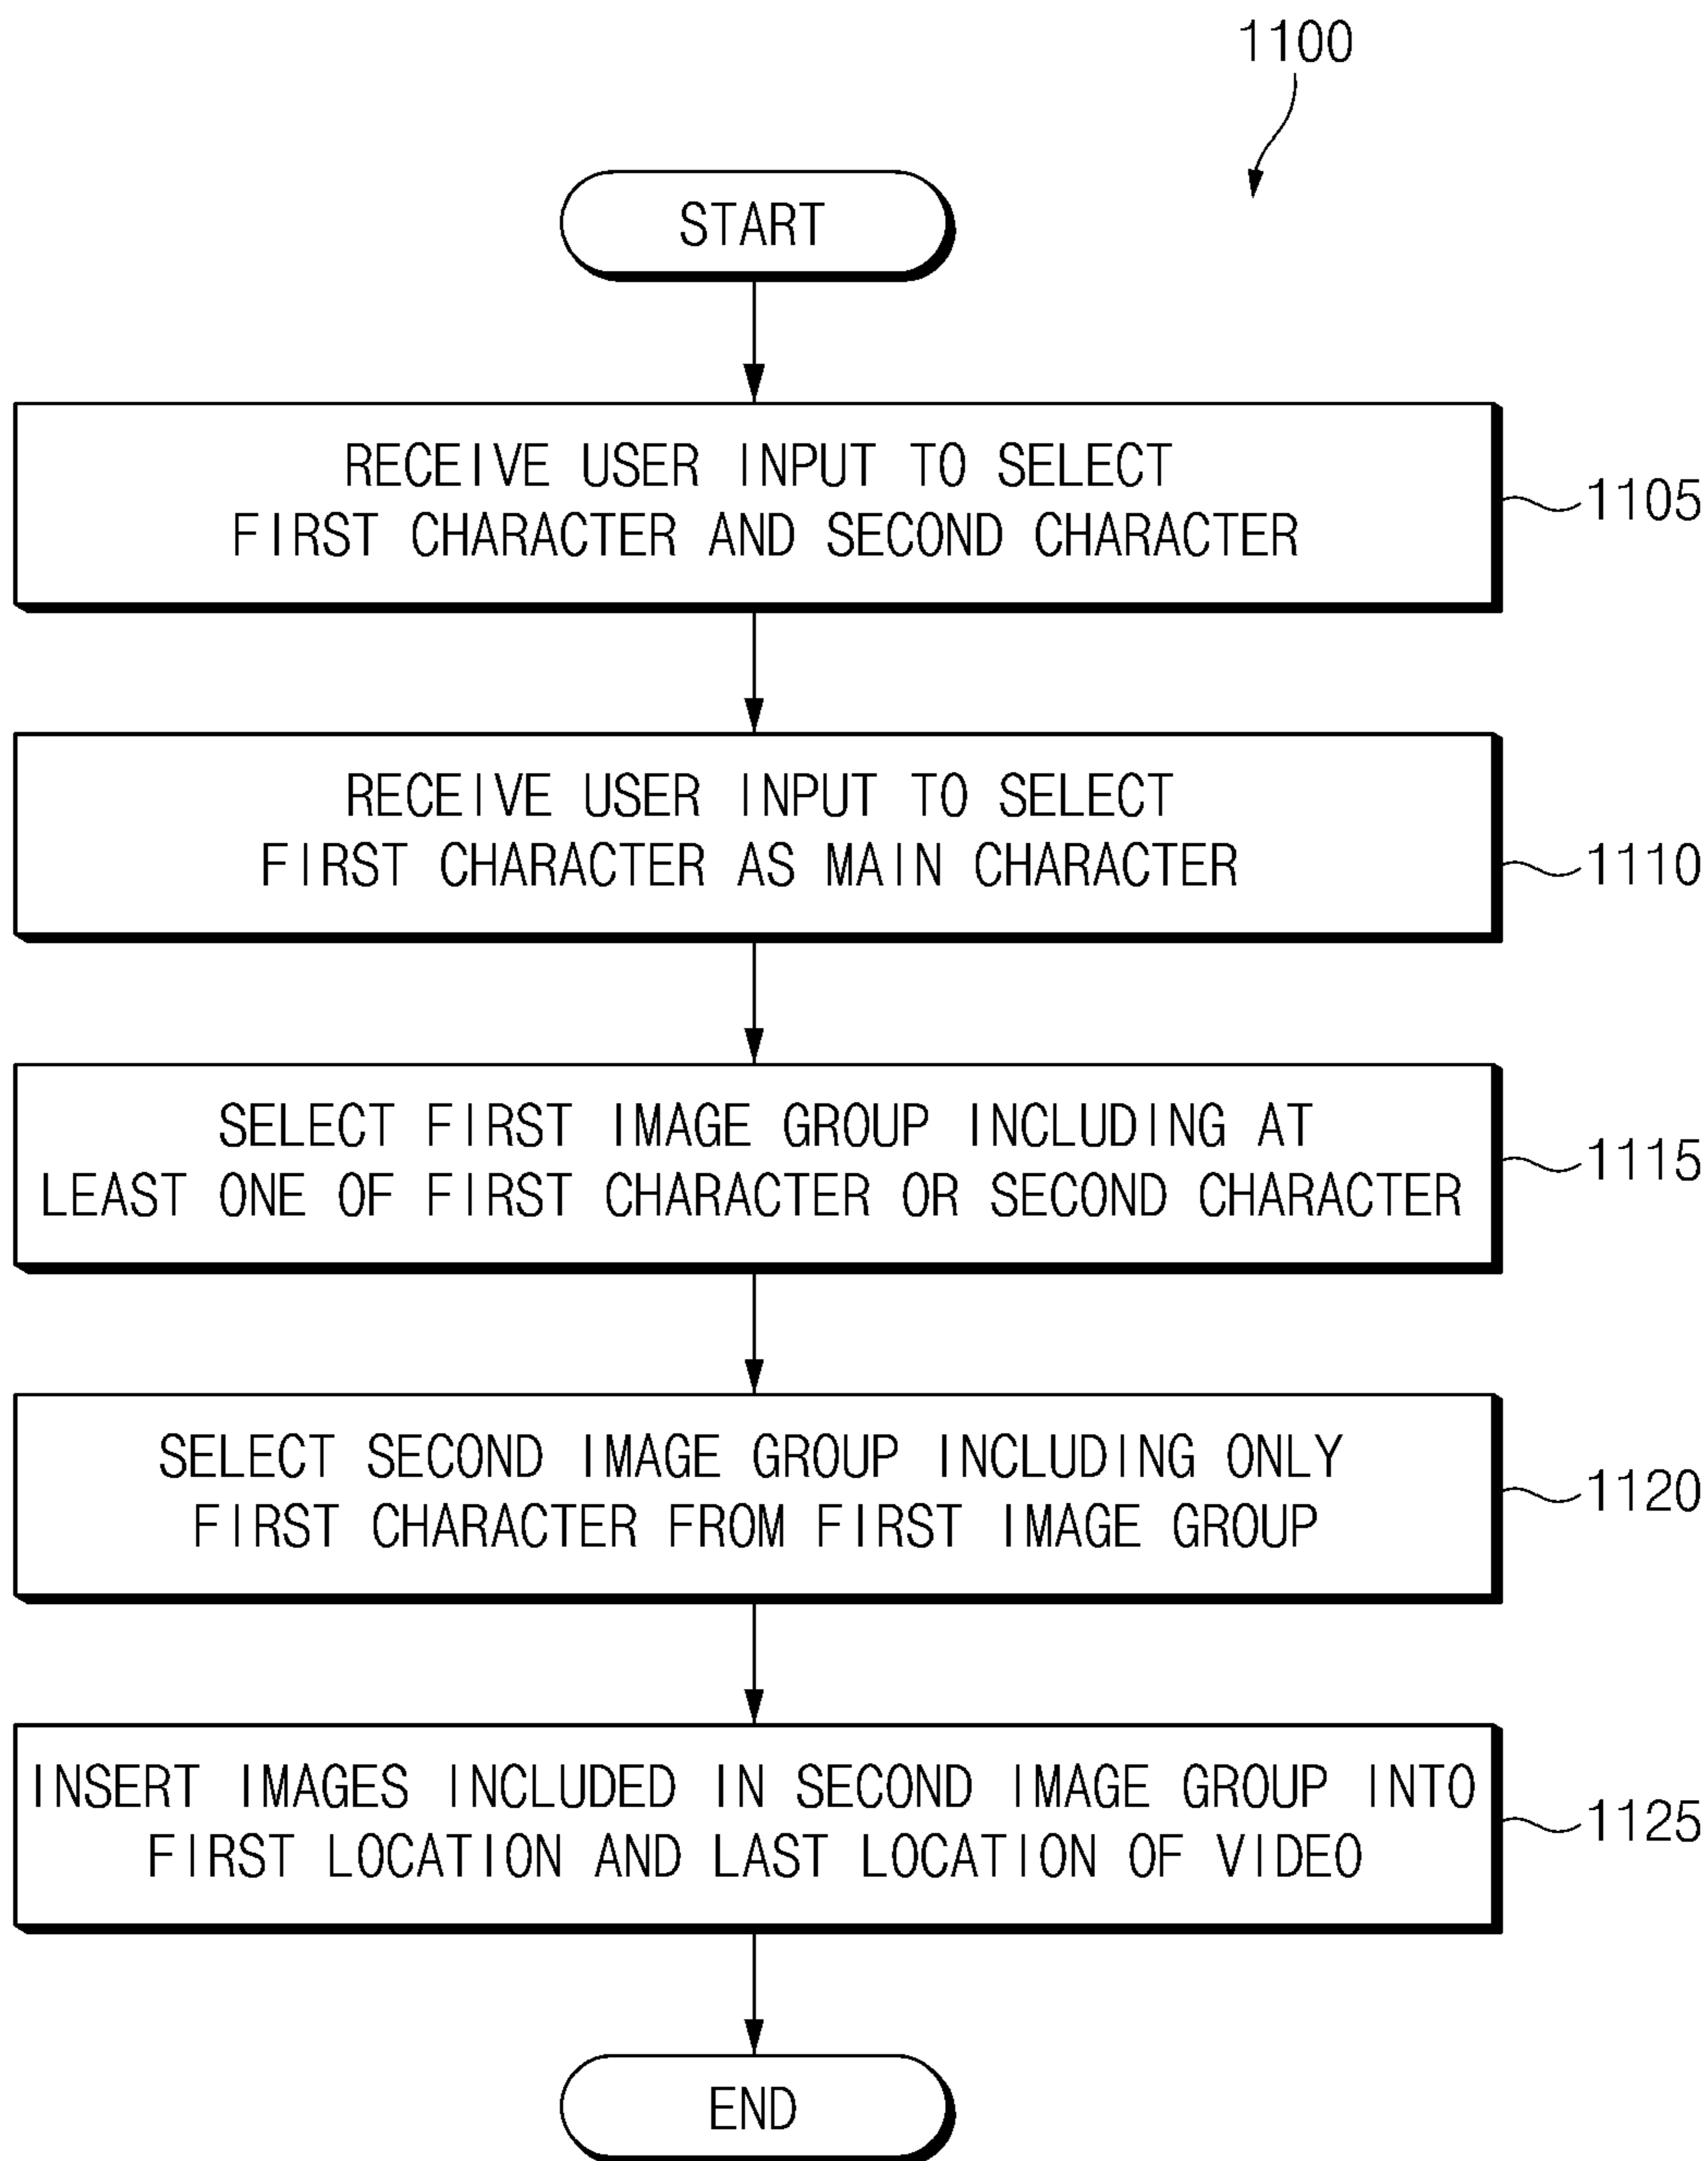 1100
START
RECEIVE USER INPUT TO SELECT
FIRST CHARACTER AND SECOND CHARACTER
1105
RECEIVE USER INPUT TO SELECT
FIRST CHARACTER AS MAIN CHARACTER
1110
SELECT FIRST IMAGE GROUP INCLUDING AT
LEAST ONE OF FIRST CHARACTER OR SECOND CHARACTER
1115
SELECT SECOND IMAGE GROUP INCLUDING ONLY
FIRST CHARACTER FROM FIRST IMAGE GROUP
1120
INSERT IMAGES INCLUDED IN SECOND IMAGE GROUP INTO
FIRST LOCATION AND LAST LOCATION OF VIDEO
1125
END